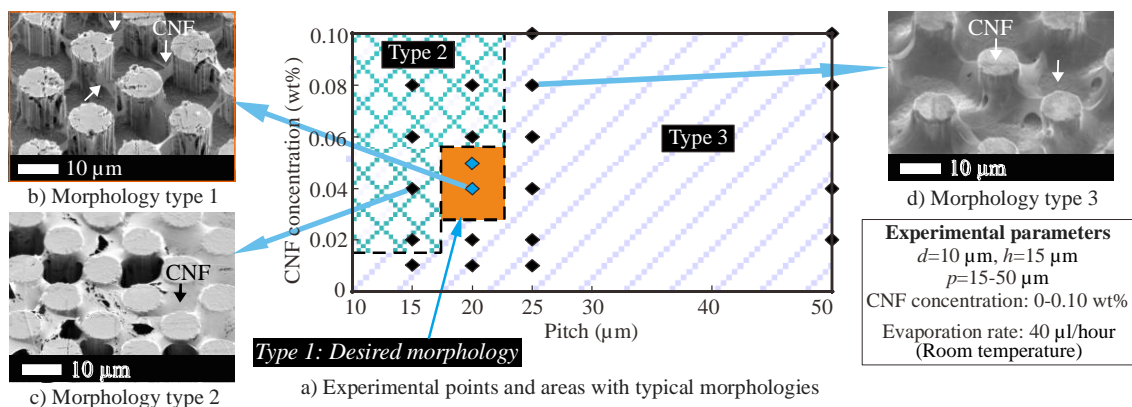 CNF
10 µm
b) Morphology type 1
CNF
10 µm
c) Morphology type 2
CNF concentration (wt%)
0.10
0.08
0.06
0.04
0.02
0
10
15
20
25
30
40
50
Pitch (µm)
Type 2
Type 3
Type 1: Desired morphology
a) Experimental points and areas with typical morphologies
CNF
10 µm
d) Morphology type 3
Experimental parameters
d=10 µm, h=15 µm
p=15-50 µm
CNF concentration: 0-0.10 wt%
Evaporation rate: 40 µl/hour
(Room temperature)